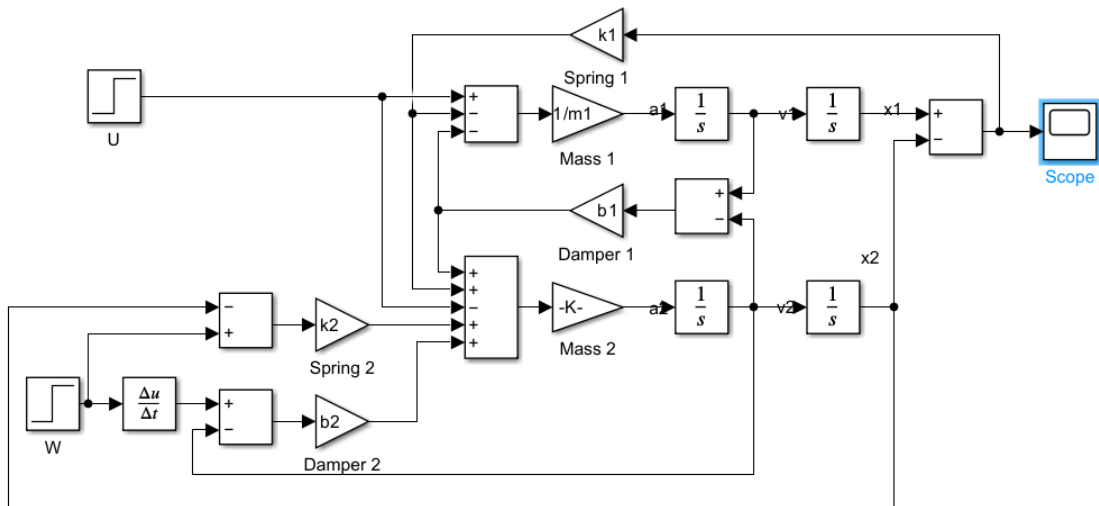 k1
Spring 1
U
+
−
−
1/m1
Mass 1
a1
1
s
v1
1
s
x1
+
−
Scope
b1
Damper 1
+
−
x2
+
+
−
+
+
-K-
Mass 2
a2
1
s
v2
1
s
−
+
k2
Spring 2
W
Δu
Δt
+
−
b2
Damper 2